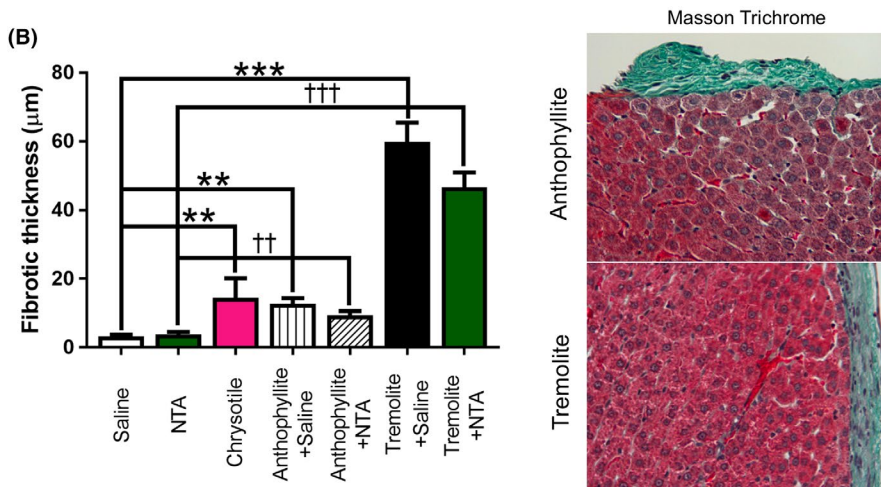 (B)
Fibrotic thickness (μm)
80
60
40
20
0
***
†††
**
**
††
Saline
NTA
Chrysotile
Anthophyllite
+Saline
Anthophyllite
+NTA
Tremolite
+Saline
Tremolite
+NTA
Masson Trichrome
Anthophyllite
Tremolite